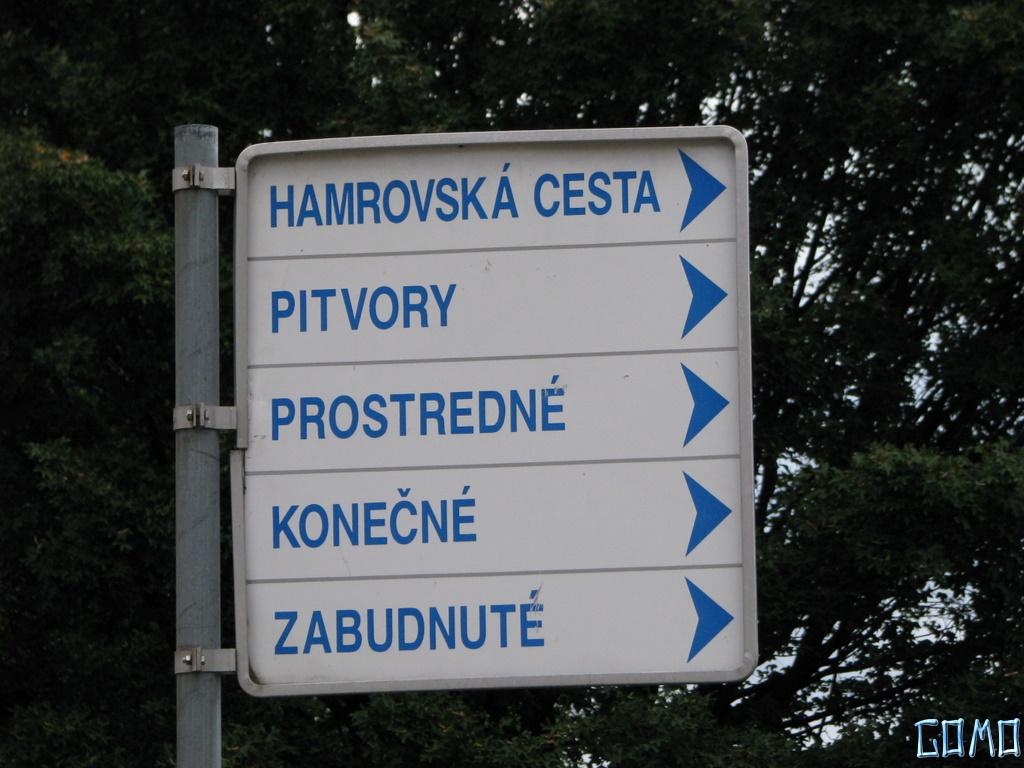 HAMROVSKÁ CESTA
PITVORY
PROSTREDNÉ
KONEČNÉ
ZABUDNUTÉ
GOMO